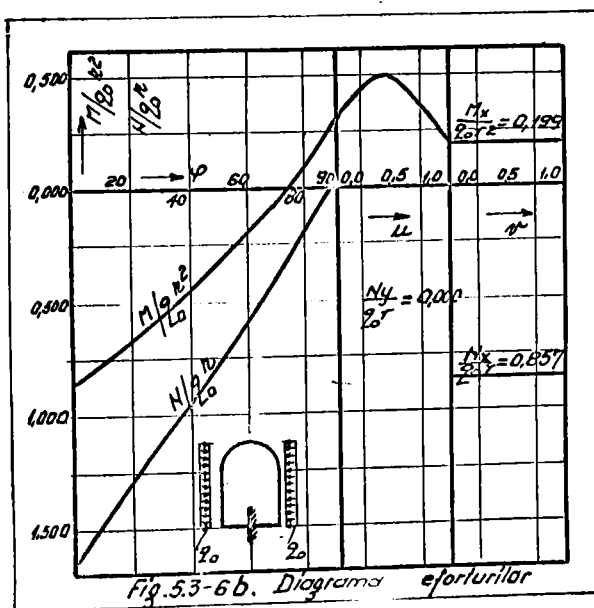 0,500
M/q₀r²
N/q₀r
Mx/q₀r² = 0,199
0,000
20 40 60 80 90
φ
0,0 0,5 1,0
0,0 0,5 1,0
μ
v
0,500
M/q₀r²
Ny/q₀r = 0,000
Nx/q₀r = 0,857
1,000
N/q₀r
1,500
q₀ q₀
Fig.5.3-6b. Diagrama eforturilor